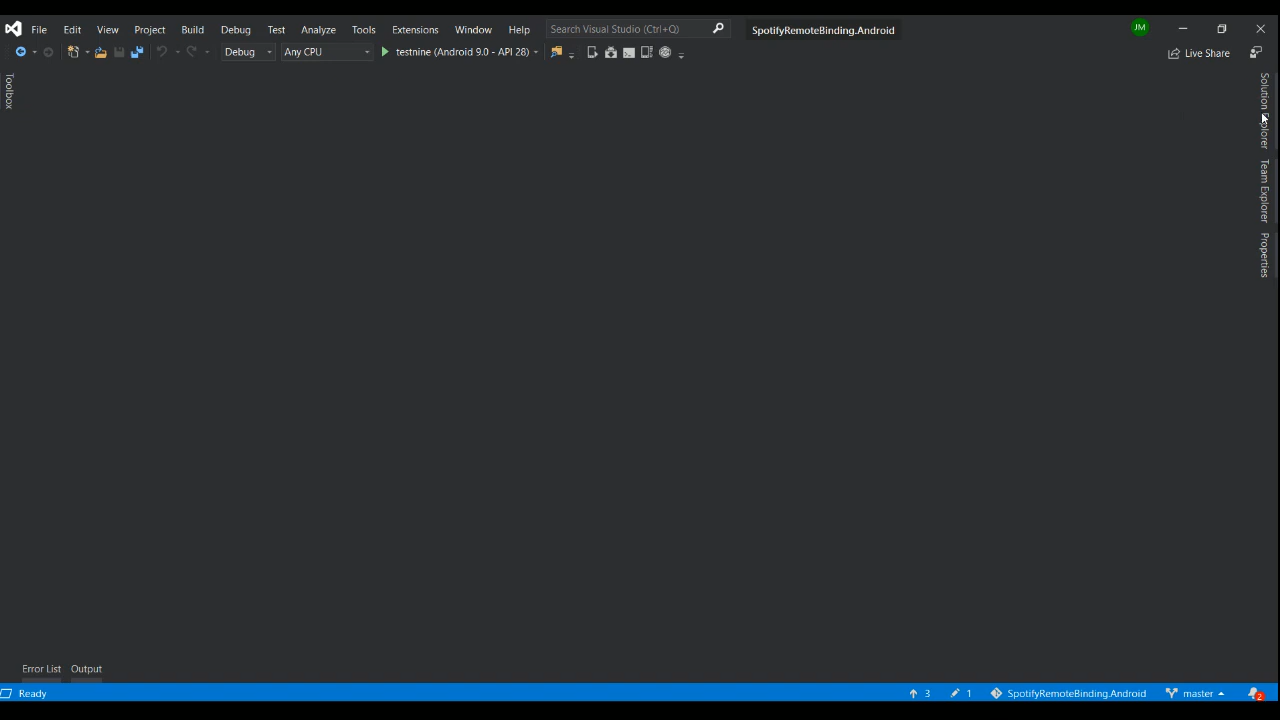 File Edit View Project Build Debug Test Analyze Tools Extensions Window Help Search Visual Studio (Ctrl+Q) SpotifyRemoteBinding.Android JM
Debug Any CPU testnine (Android 9.0 - API 28) Live Share
Toolbox
Solution Explorer
Team Explorer
Properties
Error List Output
Ready 3 1 SpotifyRemoteBinding.Android master 2